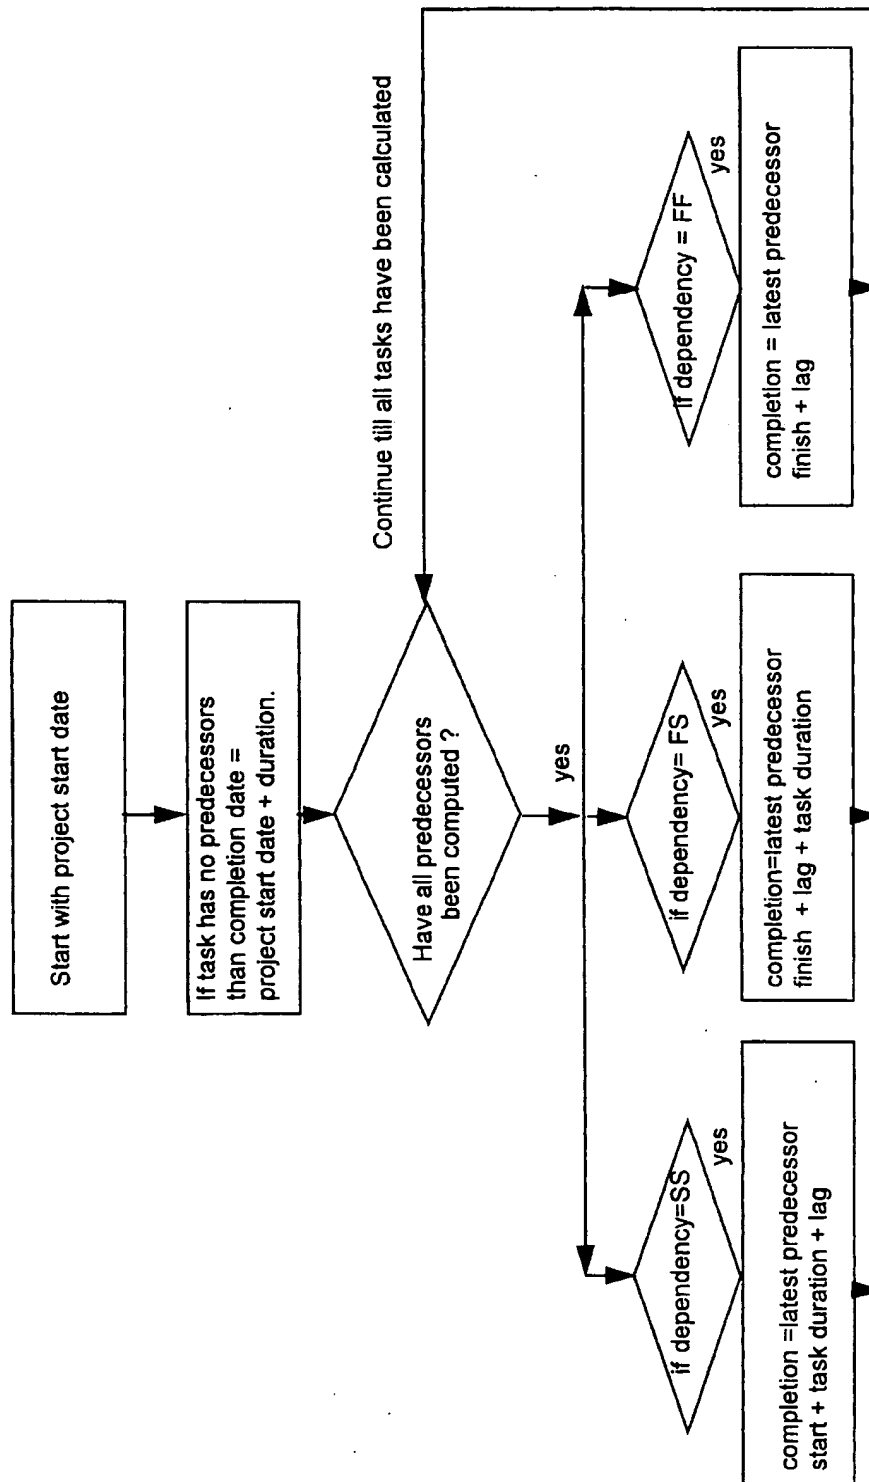 Start with project start date
If task has no predecessors
than completion date =
project start date + duration.
Continue till all tasks have been calculated
Have all predecessors
been computed ?
yes
if dependency=SS
yes
completion =latest predecessor
start + task duration + lag
if dependency= FS
yes
completion=latest predecessor
finish + lag + task duration
If dependency = FF
yes
completion = latest predecessor
finish + lag